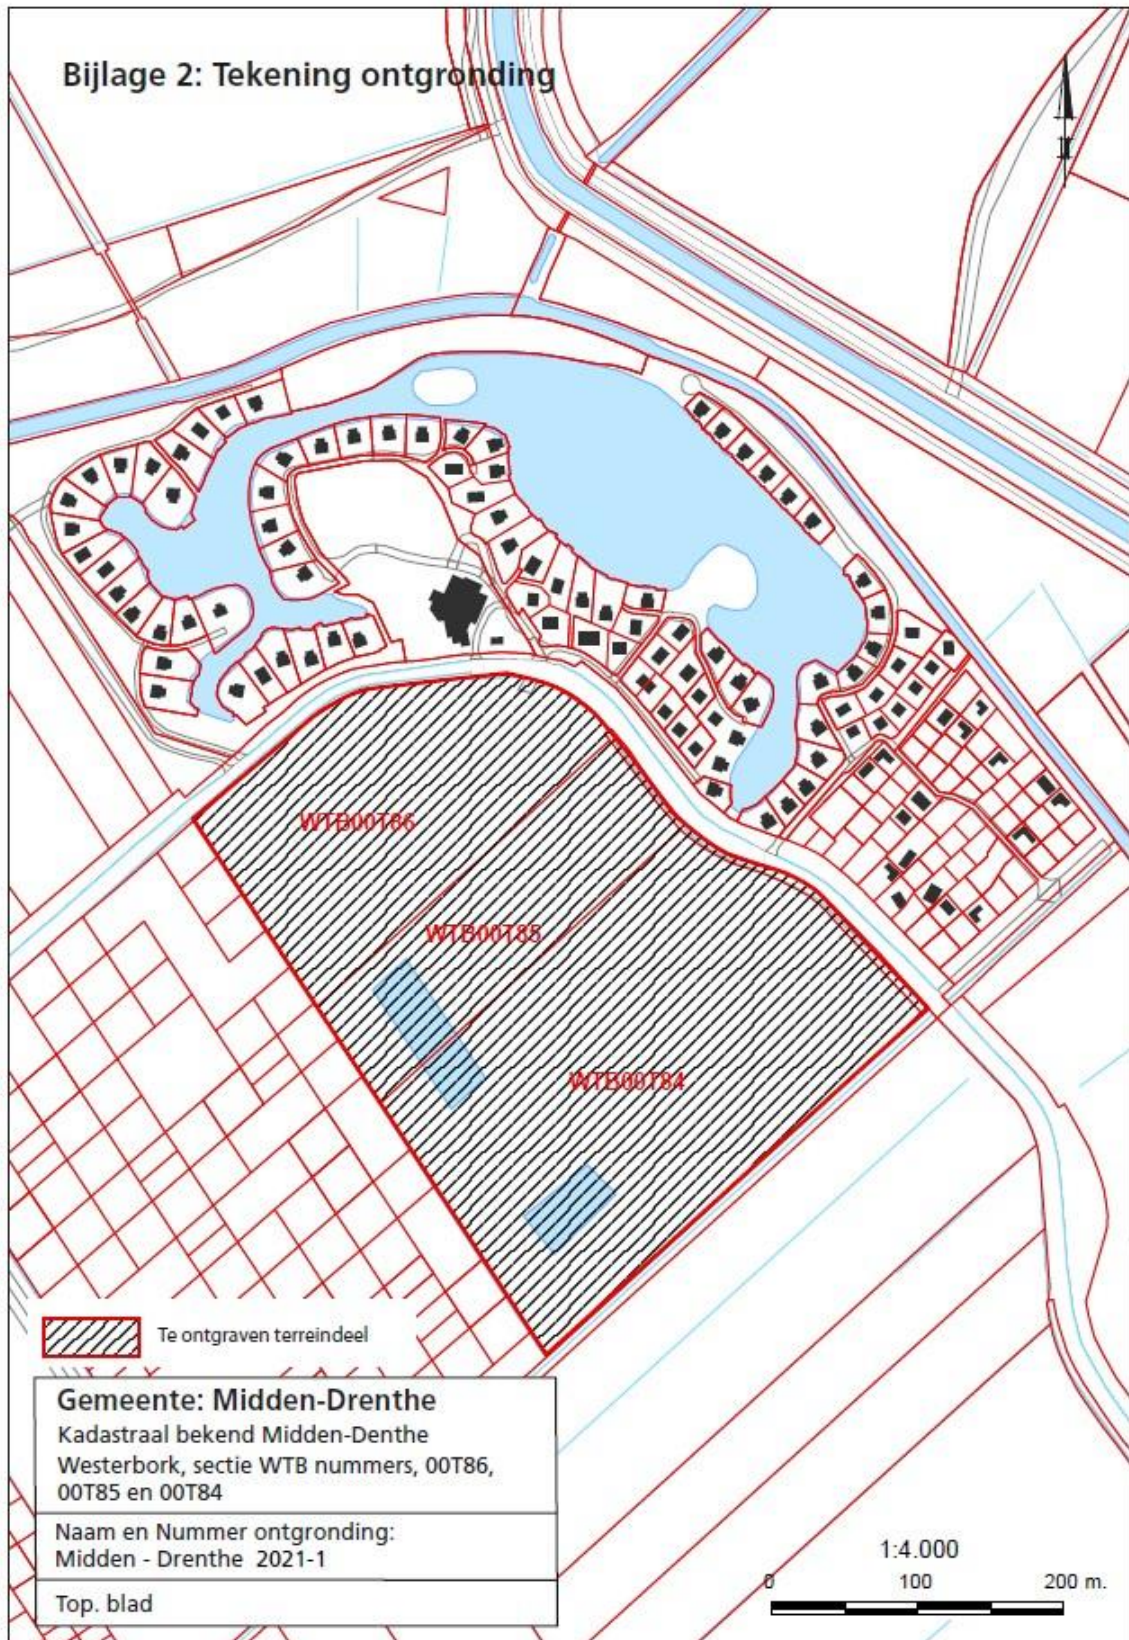 Bijlage 2: Tekening ontgronding
WTB00T86
WTB00T85
WTB00T84
Te ontgraven terreindeel
Gemeente: Midden-Drenthe
Kadastraal bekend Midden-Denthe
Westerbork, sectie WTB nummers, 00T86,
00T85 en 00T84
Naam en Nummer ontgronding:
Midden - Drenthe 2021-1
Top. blad
1:4.000
0 100 200 m.